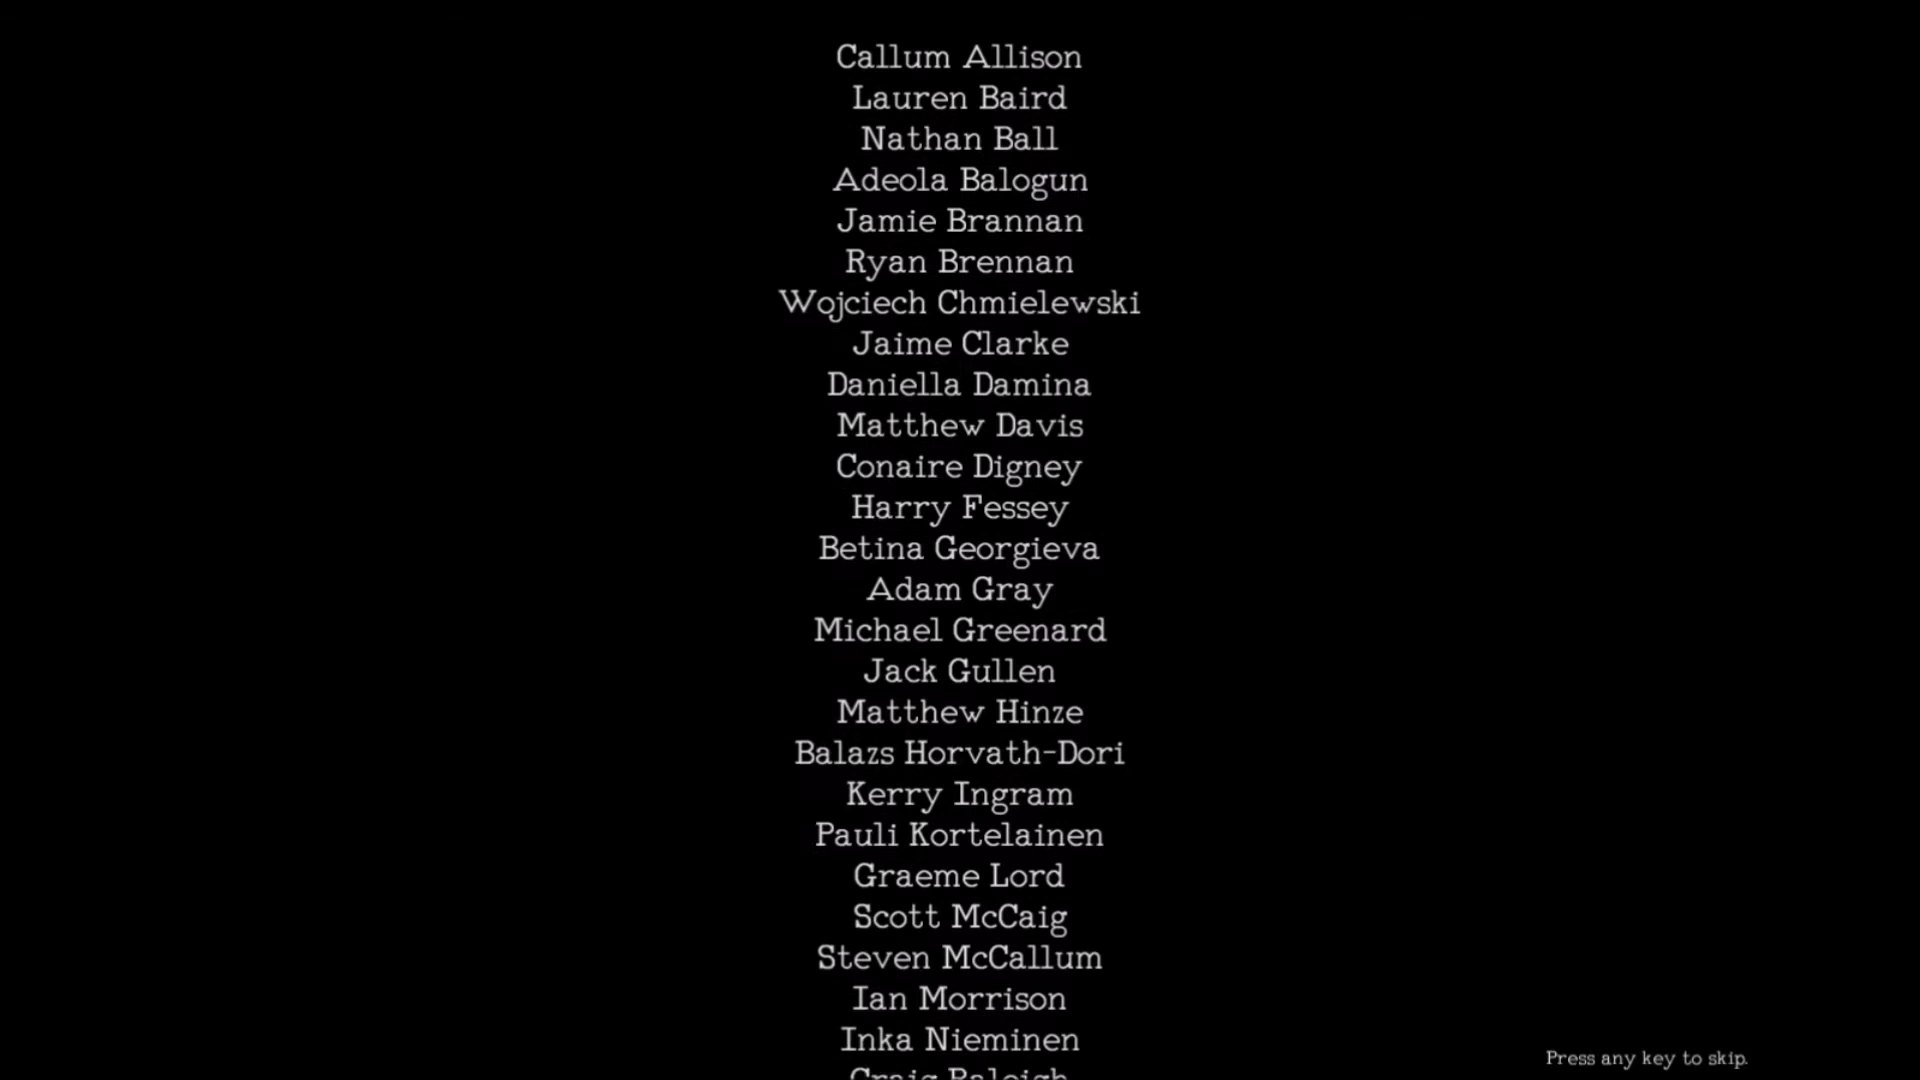 Callum Allison
Lauren Baird
Nathan Ball
Adeola Balogun
Jamie Brannan
Ryan Brennan
Wojciech Chmielewski
Jaime Clarke
Daniella Damina
Matthew Davis
Conaire Digney
Harry Fessey
Betina Georgieva
Adam Gray
Michael Greenard
Jack Gullen
Matthew Hinze
Balazs Horvath-Dori
Kerry Ingram
Pauli Kortelainen
Graeme Lord
Scott McCaig
Steven McCallum
Ian Morrison
Inka Nieminen
Craig Raleigh
Press any key to skip.